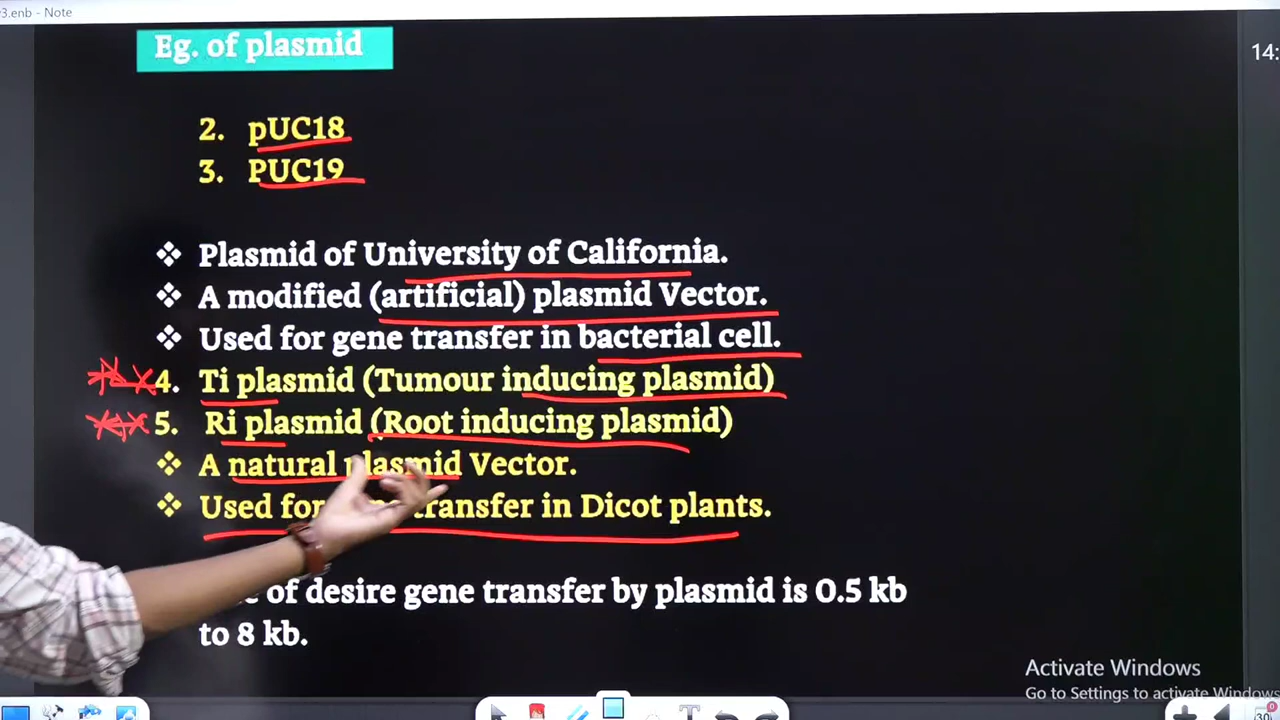 v3.enb - Note
Eg. of plasmid
14:
2. pUC18
3. PUC19
❖ Plasmid of University of California.
❖ A modified (artificial) plasmid Vector.
❖ Used for gene transfer in bacterial cell.
4. Ti plasmid (Tumour inducing plasmid)
5. Ri plasmid (Root inducing plasmid)
❖ A natural plasmid Vector.
❖ Used for transfer in Dicot plants.
of desire gene transfer by plasmid is 0.5 kb
to 8 kb.
Activate Windows
Go to Settings to activate Windows